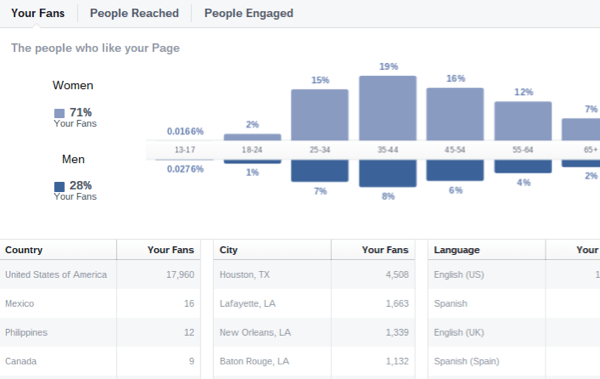 Your Fans People Reached People Engaged
The people who like your Page
Women
71%
Your Fans
Men
28%
Your Fans
0.0166% 2% 15% 19% 16% 12% 7%
13-17 18-24 25-34 35-44 45-54 55-64 65+
0.0276% 1% 7% 8% 6% 4% 2%
Country Your Fans City Your Fans Language Your
United States of America 17,960 Houston, TX 4,508 English (US) 1
Mexico 16 Lafayette, LA 1,663 Spanish
Philippines 12 New Orleans, LA 1,339 English (UK)
Canada 9 Baton Rouge, LA 1,132 Spanish (Spain)